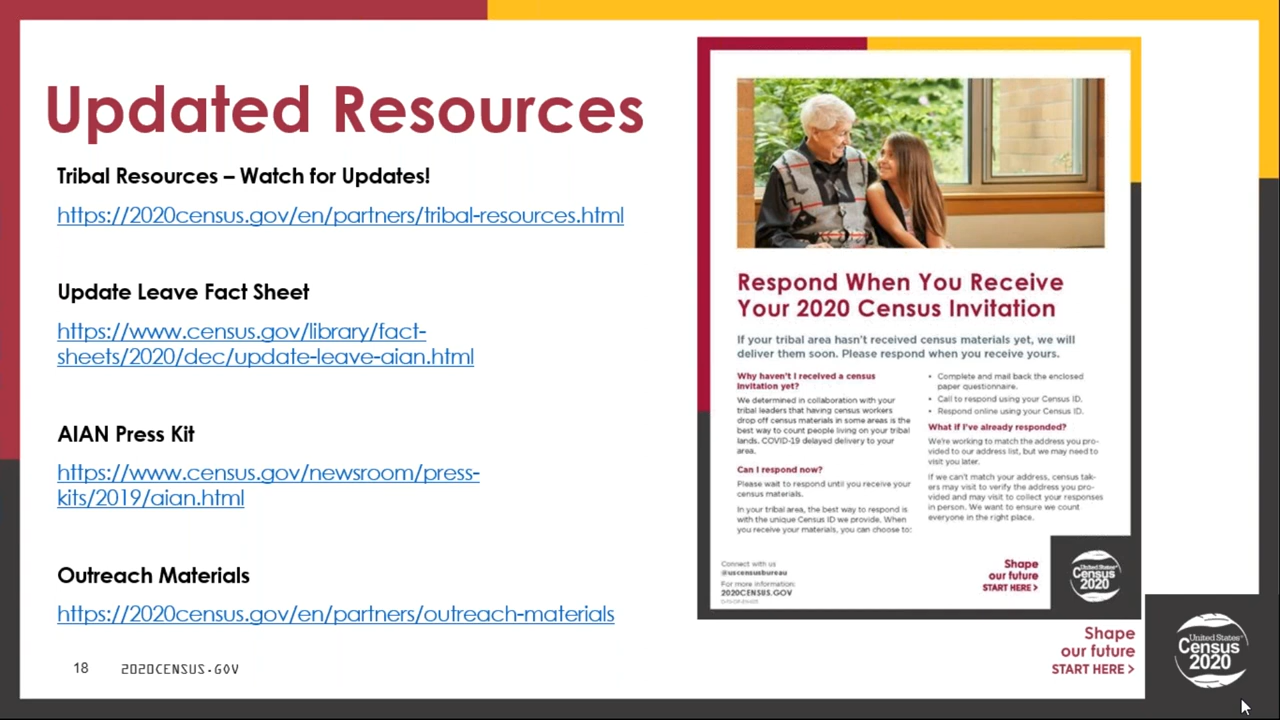 Updated Resources
Tribal Resources – Watch for Updates!
https://2020census.gov/en/partners/tribal-resources.html
Update Leave Fact Sheet
https://www.census.gov/library/fact-
sheets/2020/dec/update-leave-aian.html
AIAN Press Kit
https://www.census.gov/newsroom/press-
kits/2019/aian.html
Outreach Materials
https://2020census.gov/en/partners/outreach-materials
18
2020CENSUS.GOV
Respond When You Receive
Your 2020 Census Invitation
If your tribal area hasn't received census materials yet, we will
deliver them soon. Please respond when you receive yours.
Why haven't I received a census
invitation yet?
We determined in collaboration with your
tribal leaders that having census workers
drop off census materials in some areas is the
best way to count people living on your tribal
lands. COVID-19 delayed delivery to your
area.
Can I respond now?
Please wait to respond until you receive your
census materials.
In your tribal area, the best way to respond is
with the unique Census ID we provide. When
you receive your materials, you can choose to:
• Complete and mail back the enclosed
paper questionnaire.
• Call to respond using your Census ID.
• Respond online using your Census ID.
What if I've already responded?
We're working to match the address you pro-
vided to our address list, but we may need to
visit you later.
If we can't match your address, census tak-
ers may visit to verify the address you pro-
vided and may visit to collect your responses
in person. We want to ensure we count
everyone in the right place.
Connect with us
@uscensusbureau
For more information:
2020CENSUS.GOV
Shape
our future
START HERE >
United States®
Census
2020
Shape
our future
START HERE >
United States®
Census
2020